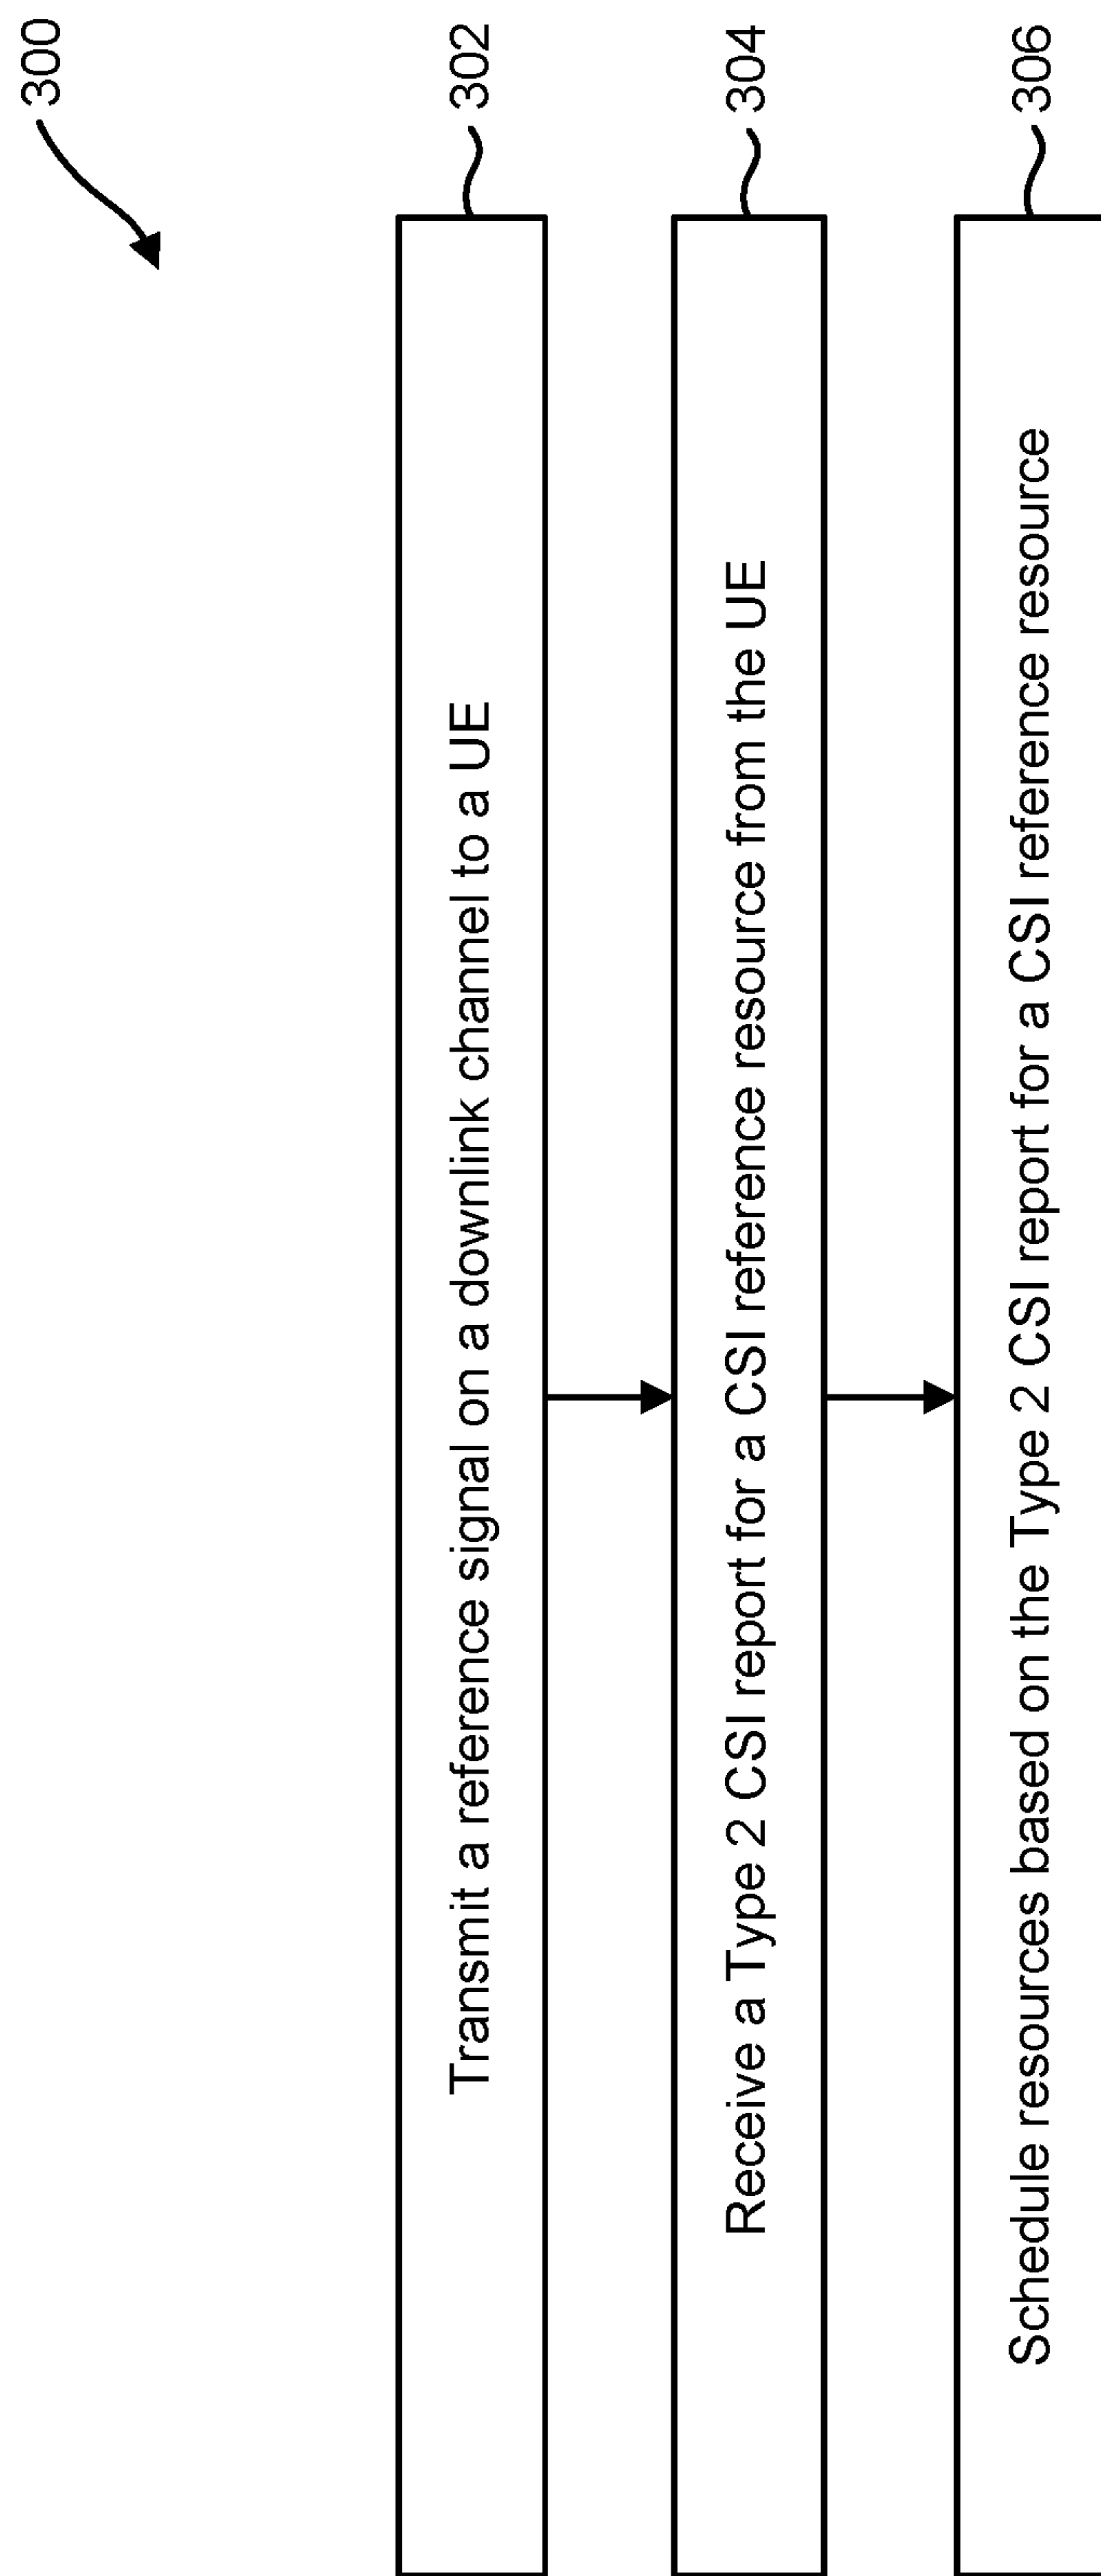 300
302
Transmit a reference signal on a downlink channel to a UE
304
Receive a Type 2 CSI report for a CSI reference resource from the UE
306
Schedule resources based on the Type 2 CSI report for a CSI reference resource